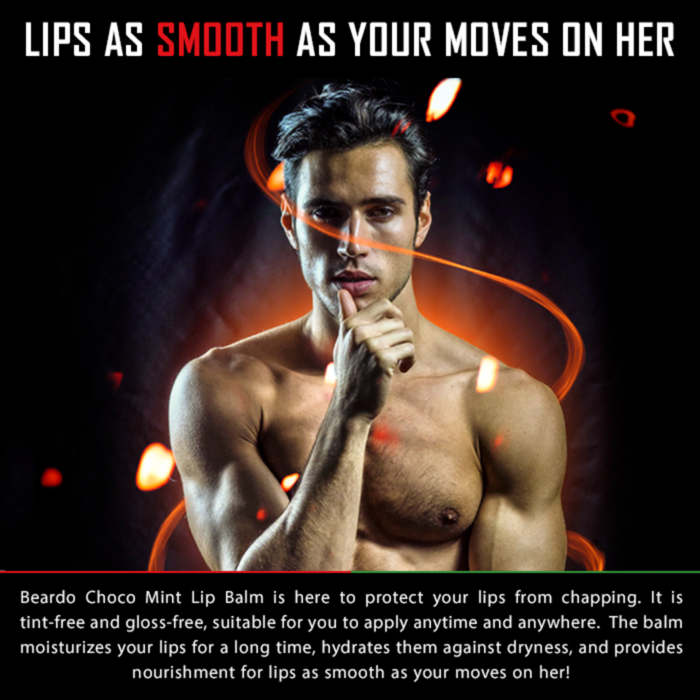 LIPS AS SMOOTH AS YOUR MOVES ON HER
Beardo Choco Mint Lip Balm is here to protect your lips from chapping. It is
tint-free and gloss-free, suitable for you to apply anytime and anywhere. The balm
moisturizes your lips for a long time, hydrates them against dryness, and provides
nourishment for lips as smooth as your moves on her!